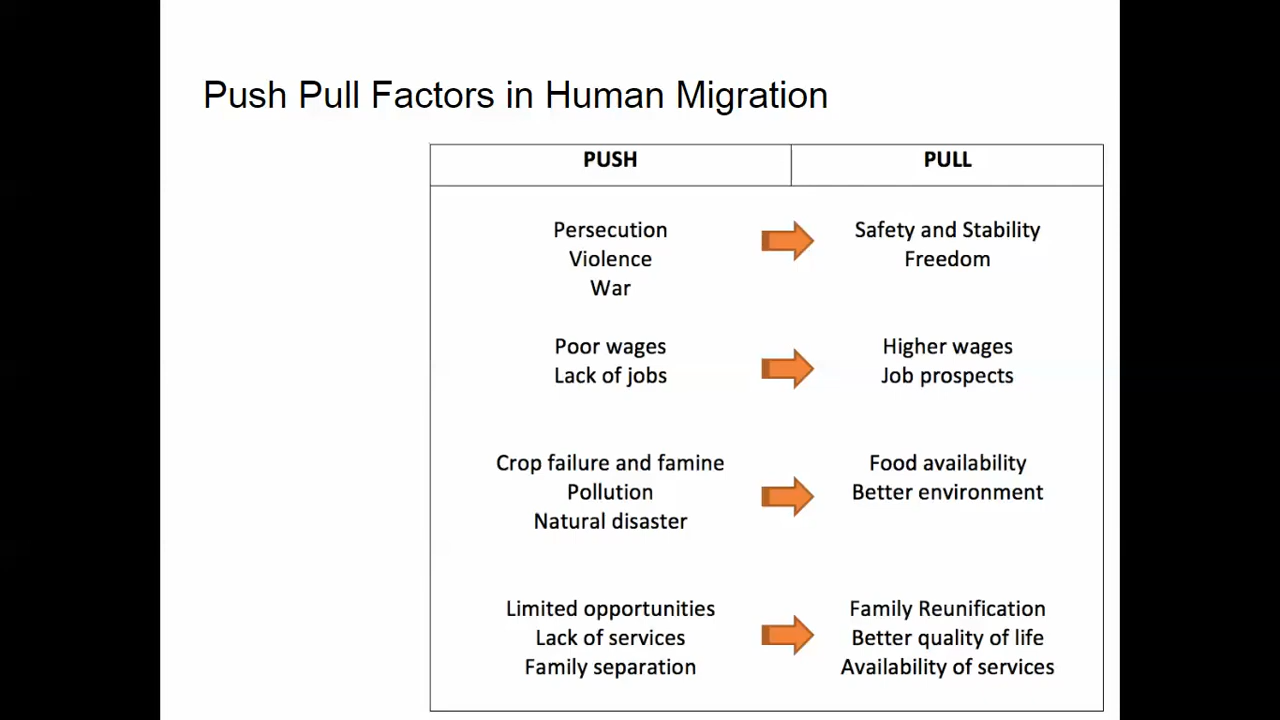 Push Pull Factors in Human Migration
PUSH PULL
Persecution Safety and Stability
Violence Freedom
War
Poor wages Higher wages
Lack of jobs Job prospects
Crop failure and famine Food availability
Pollution Better environment
Natural disaster
Limited opportunities Family Reunification
Lack of services Better quality of life
Family separation Availability of services